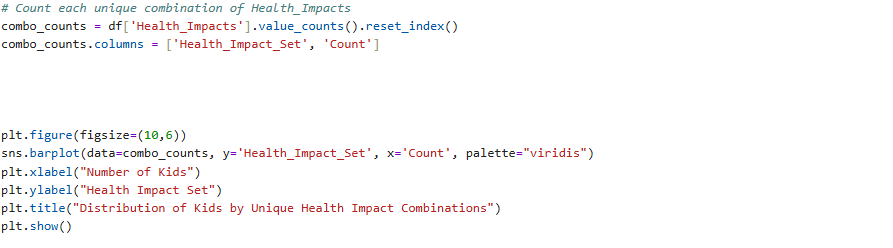 # Count each unique combination of Health_Impacts
combo_counts = df['Health_Impacts'].value_counts().reset_index()
combo_counts.columns = ['Health_Impact_Set', 'Count']
plt.figure(figsize=(10,6))
sns.barplot(data=combo_counts, y='Health_Impact_Set', x='Count', palette="viridis")
plt.xlabel("Number of Kids")
plt.ylabel("Health Impact Set")
plt.title("Distribution of Kids by Unique Health Impact Combinations")
plt.show()